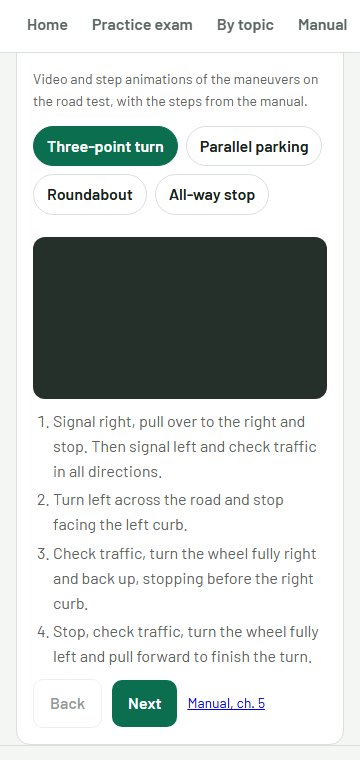 Home Practice exam By topic Manual
Video and step animations of the maneuvers on
the road test, with the steps from the manual.
Three-point turn Parallel parking
Roundabout All-way stop
1. Signal right, pull over to the right and
stop. Then signal left and check traffic
in all directions.
2. Turn left across the road and stop
facing the left curb.
3. Check traffic, turn the wheel fully right
and back up, stopping before the right
curb.
4. Stop, check traffic, turn the wheel fully
left and pull forward to finish the turn.
Back Next Manual, ch. 5